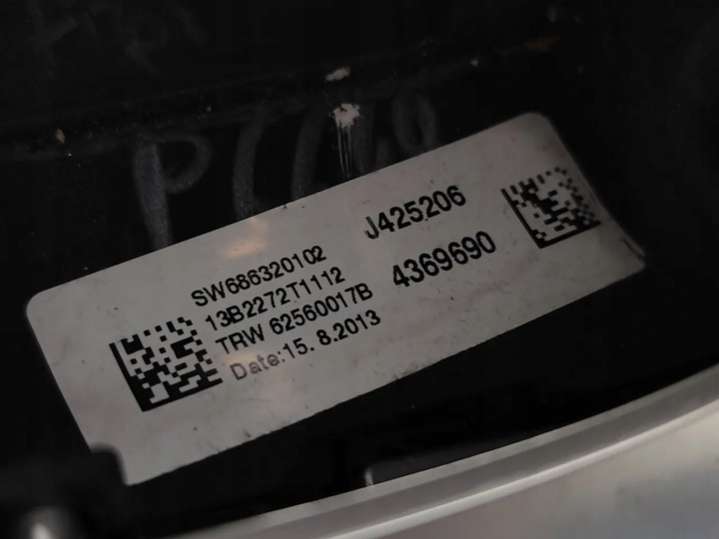 SW686320102
13B2272T1112
TRW 62560017B
Date:15. 8.2013
J425206
4369690